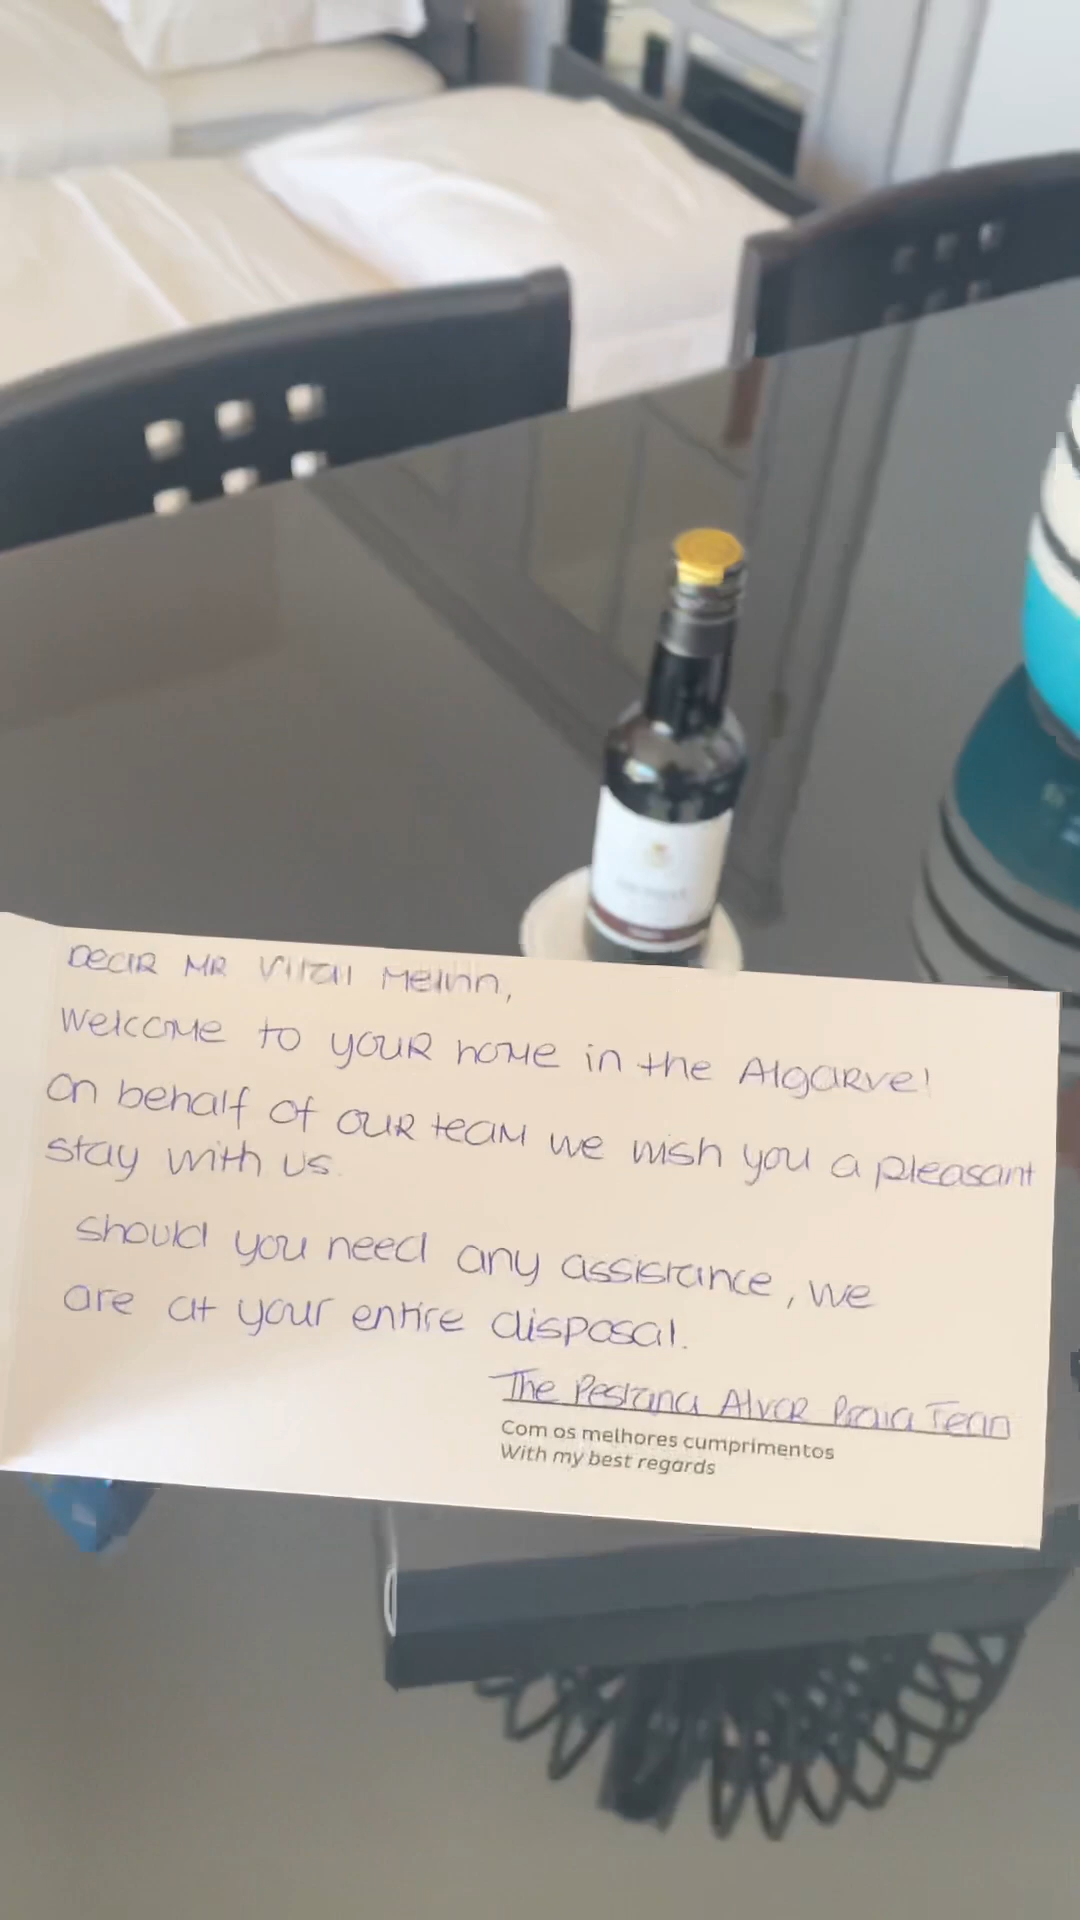 Dear Mr Vitali Melinn,
Welcome to your home in the Algarve!
On behalf of our team we wish you a pleasant
stay with us.
Should you need any assistance, we
are at your entire disposal.
The Pestana Alvor Praia Team
Com os melhores cumprimentos
With my best regards